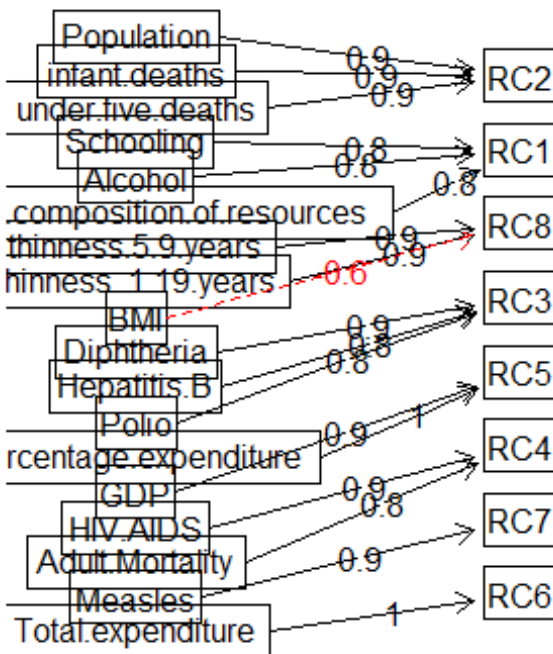 Population
infant.deaths
under.five.deaths
Schooling
Alcohol
composition.of.resources
thinness.5.9.years
hinness..1.19.years
BMI
Diphtheria
Hepatitis.B
Polio
rcentage.expenditure
GDP
HIV.AIDS
Adult.Mortality
Measles
Total.expenditure
0.9
0.9
0.9
0.8
0.8
0.8
0.9
0.9
-0.6
0.9
0.8
0.8
0.9
1
0.9
0.8
0.9
1
RC2
RC1
RC8
RC3
RC5
RC4
RC7
RC6